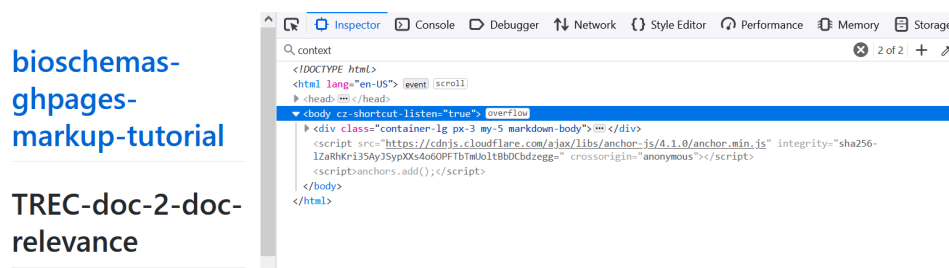 bioschemas-
ghpages-
markup-tutorial
TREC-doc-2-doc-
relevance
Inspector Console Debugger Network {} Style Editor Performance Memory Storage
context 2 of 2 +
<!DOCTYPE html>
<html lang="en-US"> event scroll
<head> ••• </head>
<body cz-shortcut-listen="true"> overflow
<div class="container-lg px-3 my-5 markdown-body"> ••• </div>
<script src="https://cdnjs.cloudflare.com/ajax/libs/anchor-js/4.1.0/anchor.min.js" integrity="sha256-
lZaRhKri35AyJSypXXs4o6OPFTbTmUoltBbDCbdzegg=" crossorigin="anonymous"></script>
<script>anchors.add();</script>
</body>
</html>